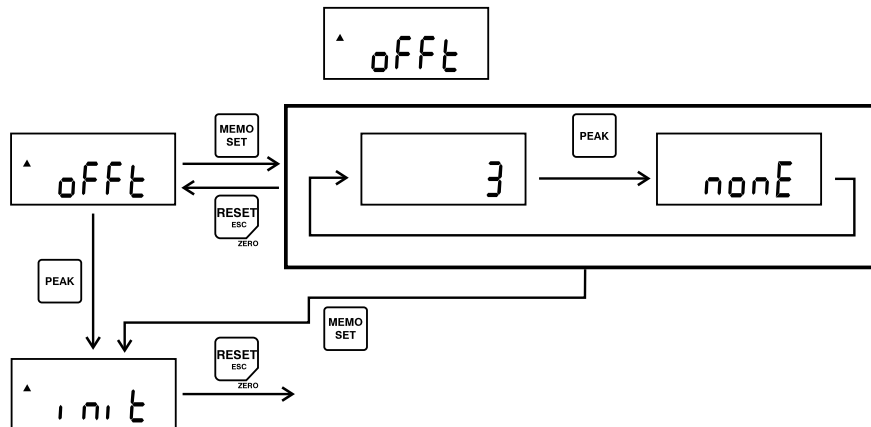 oFFt
MEMO
SET
oFFt
3
PEAK
nonE
RESET
ESC
ZERO
PEAK
MEMO
SET
RESET
ESC
ZERO
init